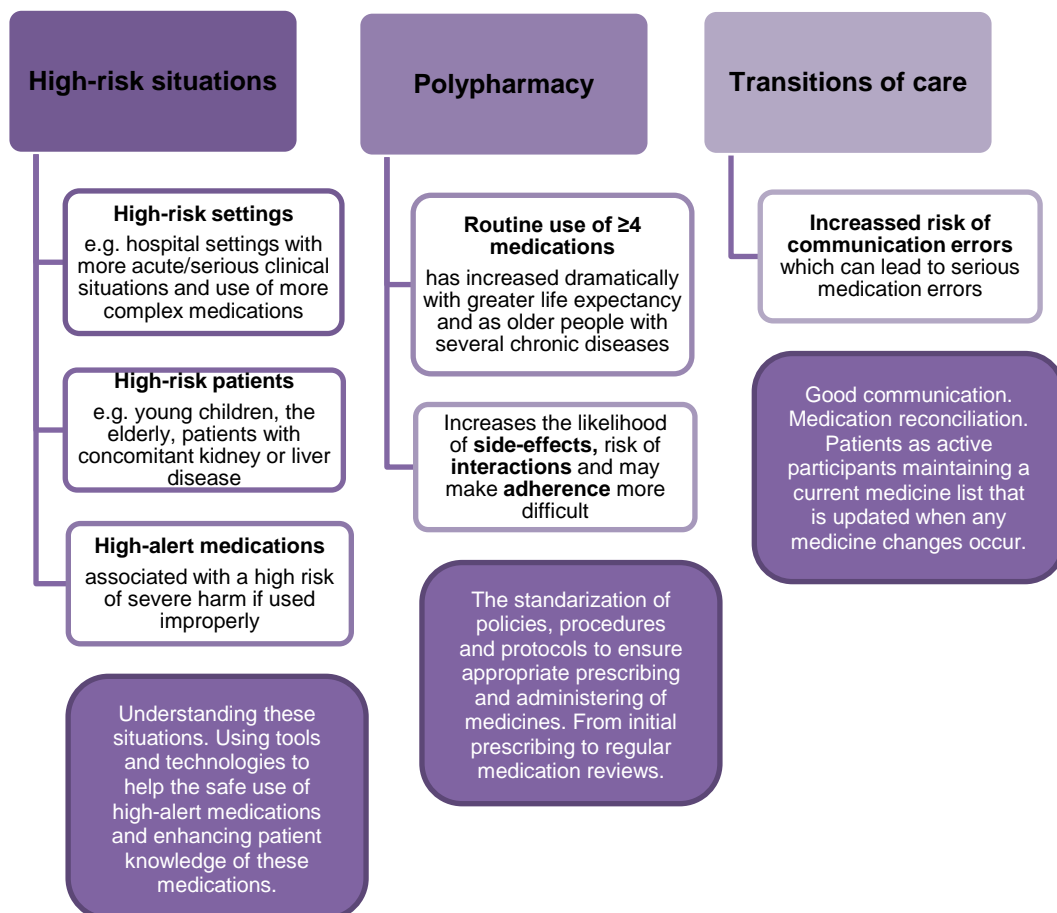 High-risk situations
High-risk settings
e.g. hospital settings with
more acute/serious clinical
situations and use of more
complex medications
High-risk patients
e.g. young children, the
elderly, patients with
concomitant kidney or liver
disease
High-alert medications
associated with a high risk
of severe harm if used
improperly
Understanding these
situations. Using tools
and technologies to
help the safe use of
high-alert medications
and enhancing patient
knowledge of these
medications.
Polypharmacy
Routine use of ≥4
medications
has increased dramatically
with greater life expectancy
and as older people with
several chronic diseases
Increases the likelihood
of side-effects, risk of
interactions and may
make adherence more
difficult
The standarization of
policies, procedures
and protocols to ensure
appropriate prescribing
and administering of
medicines. From initial
prescribing to regular
medication reviews.
Transitions of care
Increassed risk of
communication errors
which can lead to serious
medication errors
Good communication.
Medication reconciliation.
Patients as active
participants maintaining a
current medicine list that
is updated when any
medicine changes occur.